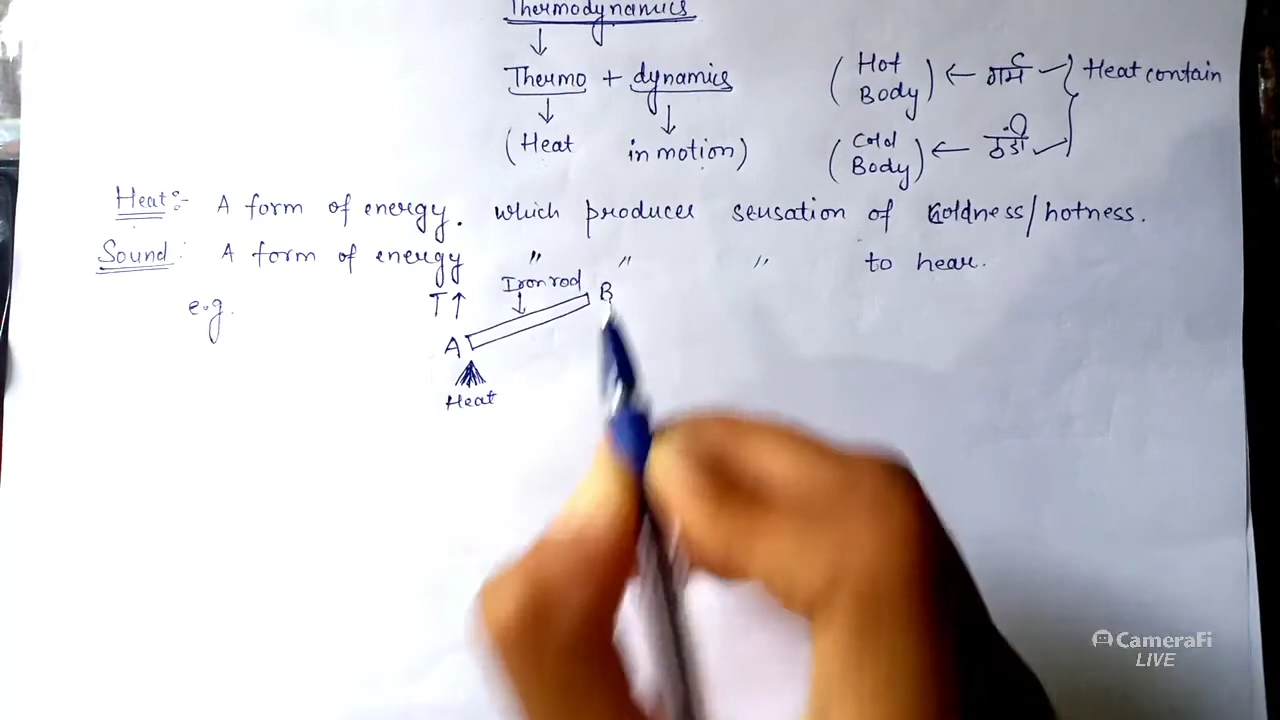 Thermodynamics
Thermo + dynamics
(Heat in motion)
(Hot Body) ← गर्म
(Cold Body) ← ठंडी
Heat contain
Heat:- A form of energy. which produces sensation of coldness/hotness.
Sound: A form of energy " " " to hear.
e.g.
T↑
Iron rod
A
B
Heat
CameraFi
LIVE